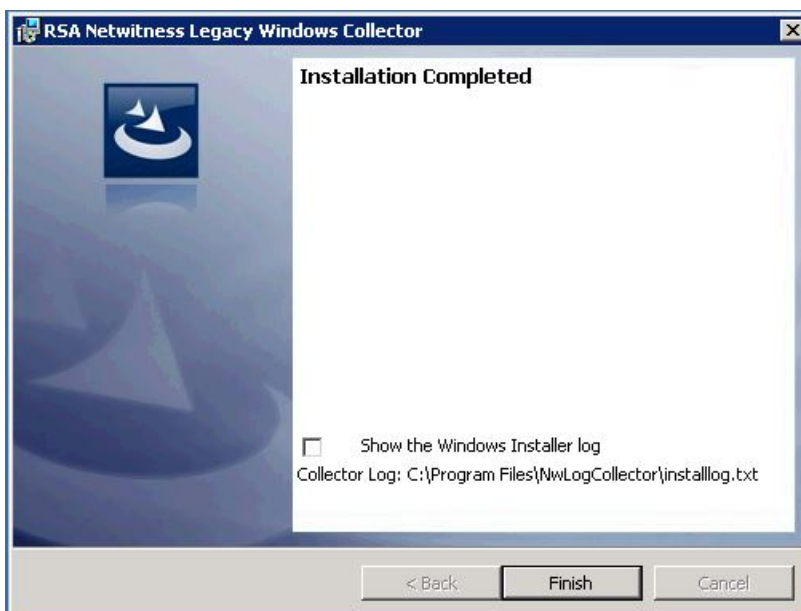 RSA Netwitness Legacy Windows Collector
Installation Completed
Show the Windows Installer log
Collector Log: C:\Program Files\NwLogCollector\installlog.txt
< Back
Finish
Cancel